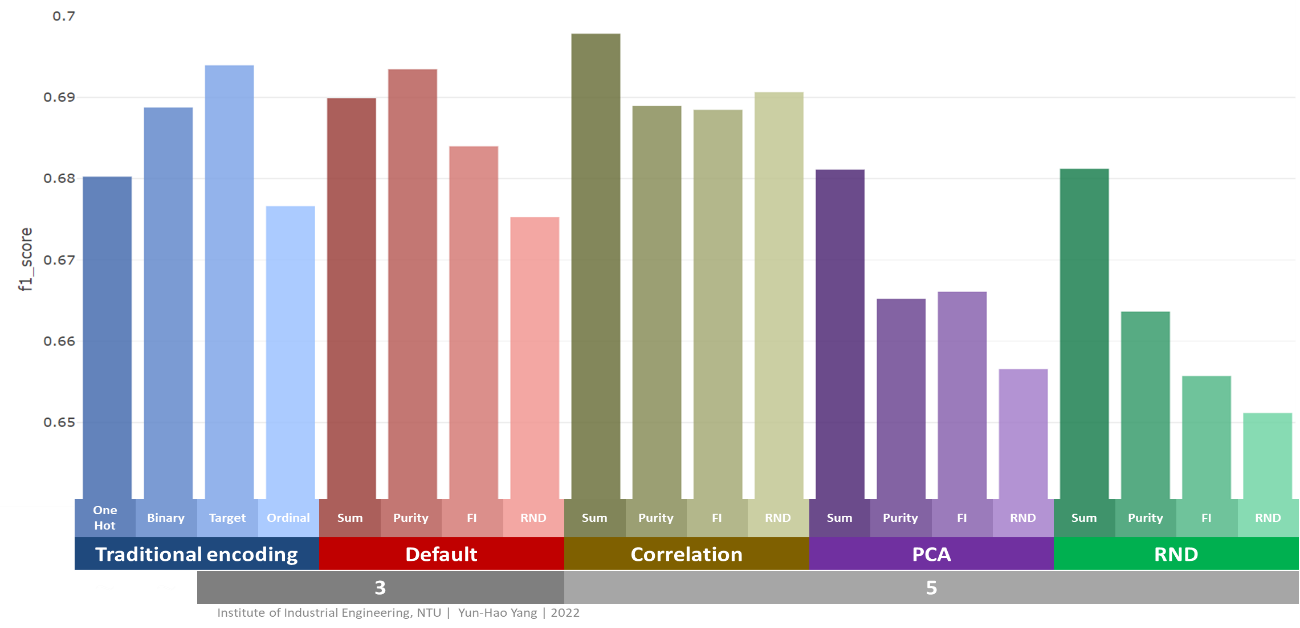 0.7
0.69
0.68
0.67
0.66
0.65
f1_score
One
Hot
Binary
Target
Ordinal
Sum
Purity
FI
RND
Sum
Purity
FI
RND
Sum
Purity
FI
RND
Sum
Purity
FI
RND
Traditional encoding
Default
Correlation
PCA
RND
3
5
Institute of Industrial Engineering, NTU | Yun-Hao Yang | 2022